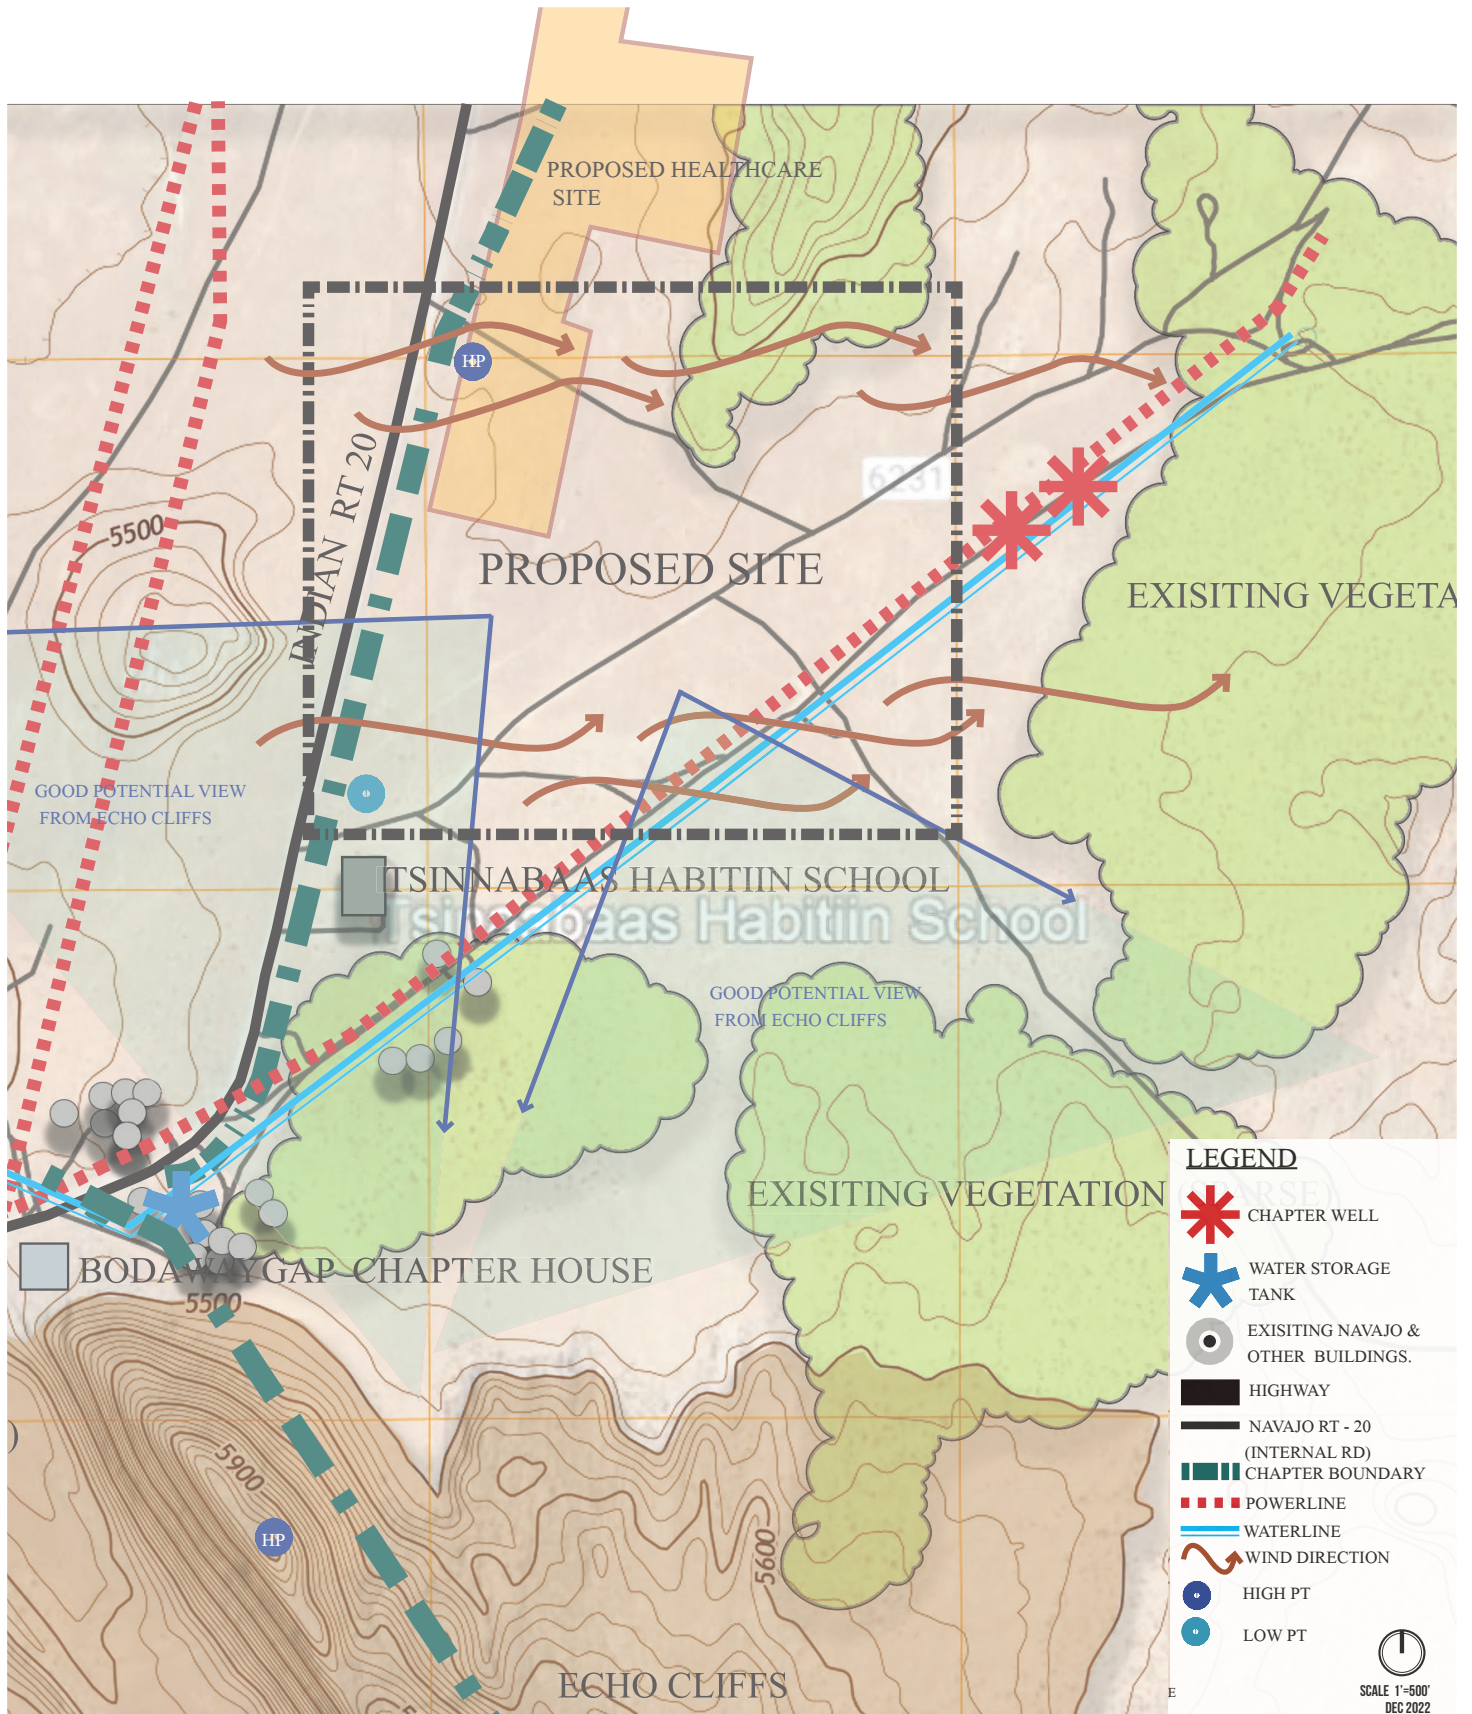 PROPOSED HEALTHCARE
SITE
HP
INDIAN RT 20
6231
5500
PROPOSED SITE
EXISITING VEGETA
GOOD POTENTIAL VIEW
FROM ECHO CLIFFS
TSINNABAAS HABITIIN SCHOOL
Tsinnabaas Habitiin School
GOOD POTENTIAL VIEW
FROM ECHO CLIFFS
EXISITING VEGETATION (SPARSE)
BODAWAYGAP CHAPTER HOUSE
5500
5900
HP
5600
ECHO CLIFFS
)
LEGEND
CHAPTER WELL
WATER STORAGE
TANK
EXISITING NAVAJO &
OTHER BUILDINGS.
HIGHWAY
NAVAJO RT - 20
(INTERNAL RD)
CHAPTER BOUNDARY
POWERLINE
WATERLINE
WIND DIRECTION
HIGH PT
LOW PT
E
SCALE 1'=500'
DEC 2022